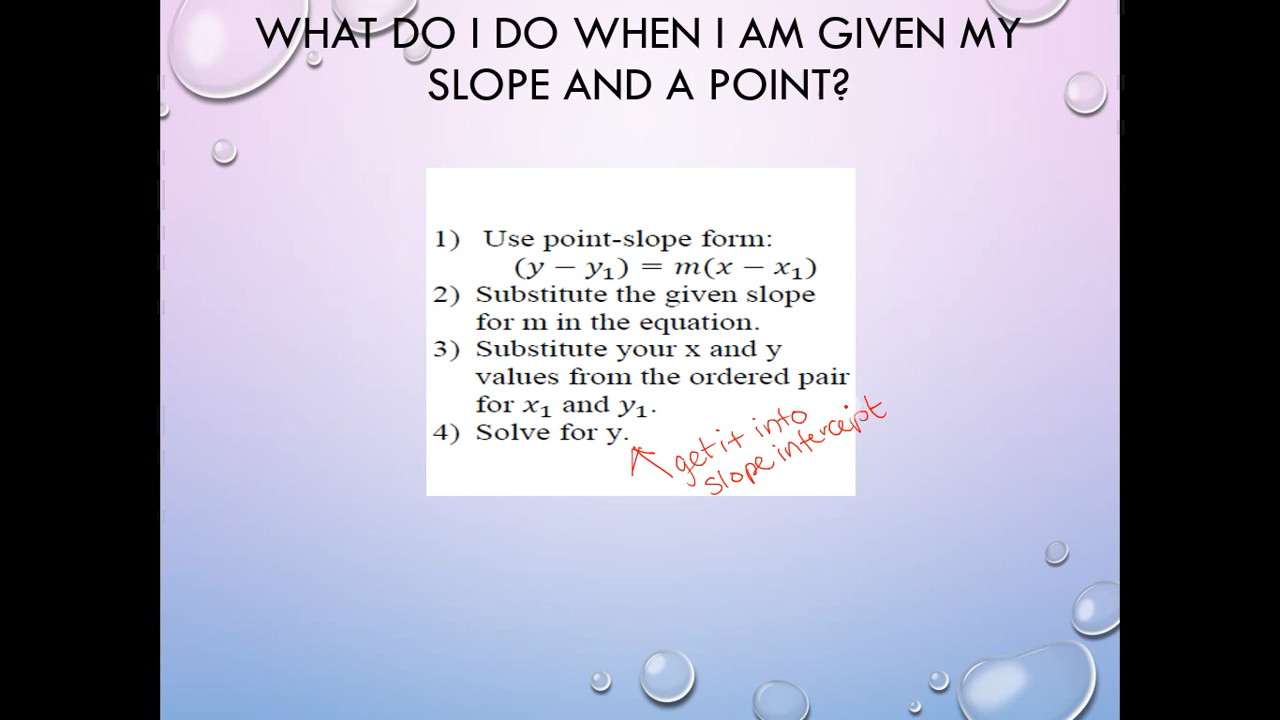 WHAT DO I DO WHEN I AM GIVEN MY
SLOPE AND A POINT?
1) Use point-slope form:
(y − y₁) = m(x − x₁)
2) Substitute the given slope
for m in the equation.
3) Substitute your x and y
values from the ordered pair
for x₁ and y₁.
4) Solve for y.
get it into
slope intercept